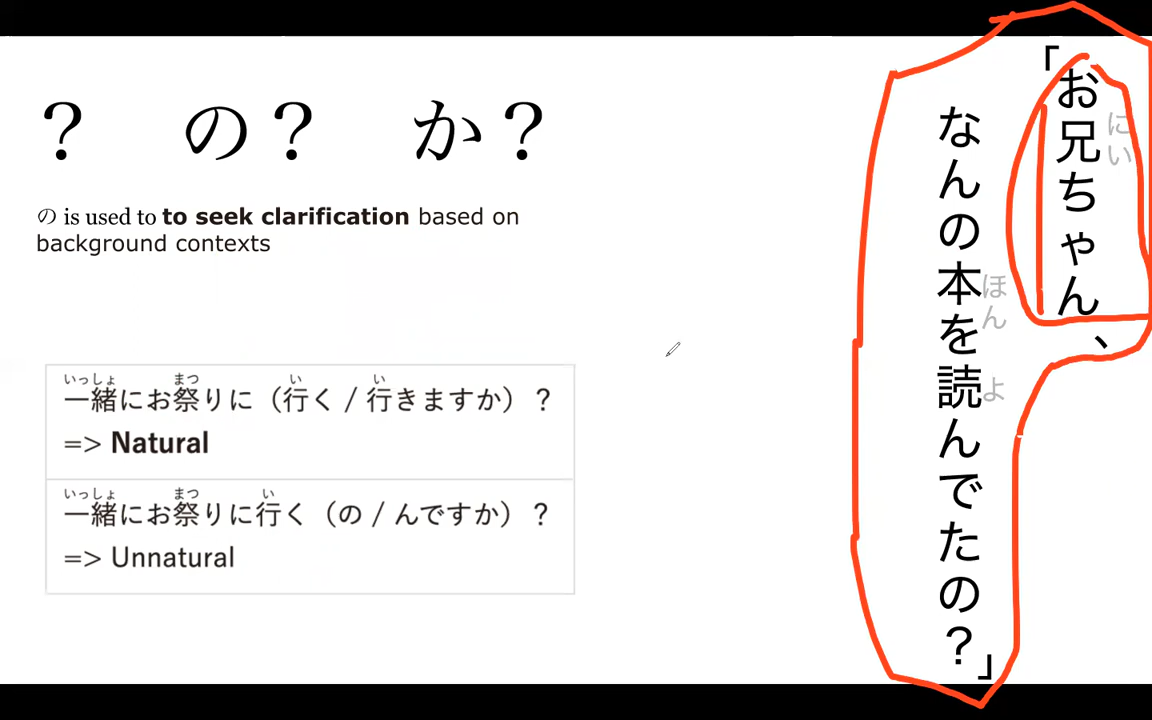 ？　の？　か？
の is used to to seek clarification based on
background contexts
いっしょ　まつ　い　い
一緒にお祭りに（行く / 行きますか）？
=> Natural
いっしょ　まつ　い
一緒にお祭りに行く（の / んですか）？
=> Unnatural
「お兄ちゃん、
にい
なんの本を読んでたの？」
ほん　よ